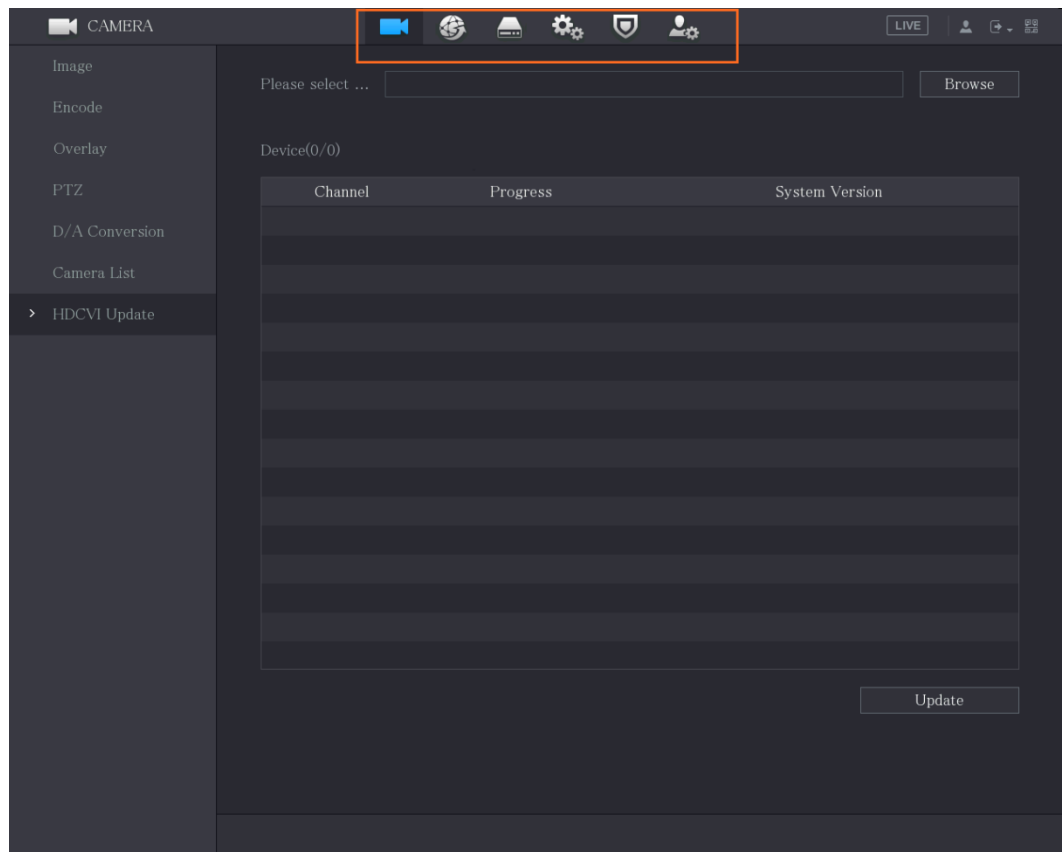 CAMERA
LIVE
Image
Encode
Overlay
PTZ
D/A Conversion
Camera List
HDCVI Update
Please select ...
Browse
Device(0/0)
Channel Progress System Version
Update